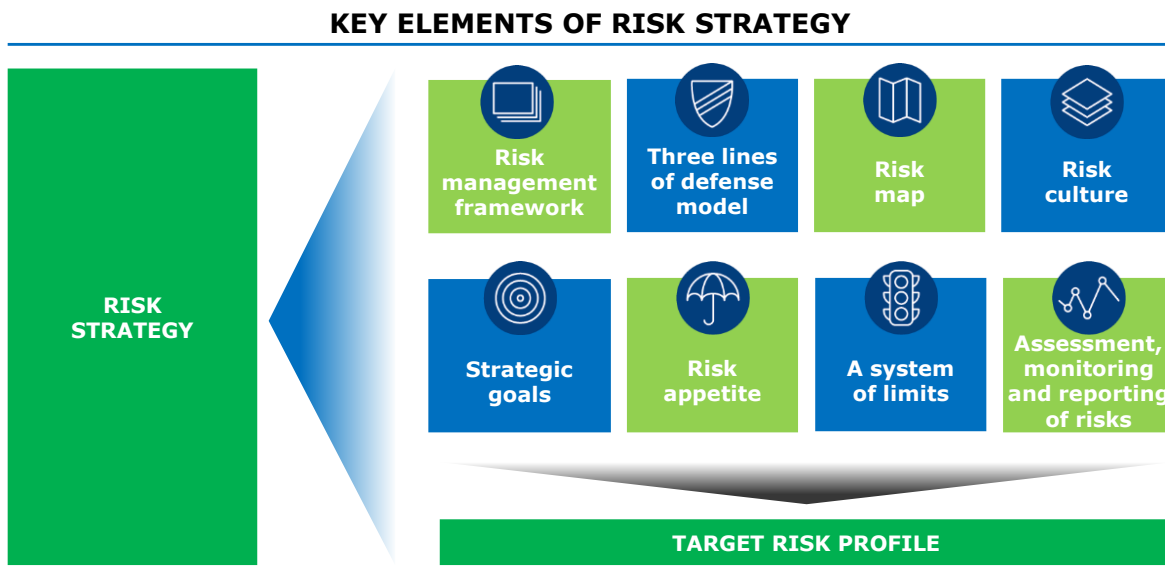 KEY ELEMENTS OF RISK STRATEGY
RISK
STRATEGY
Risk
management
framework
Three lines
of defense
model
Risk
map
Risk
culture
Strategic
goals
Risk
appetite
A system
of limits
Assessment,
monitoring
and reporting
of risks
TARGET RISK PROFILE